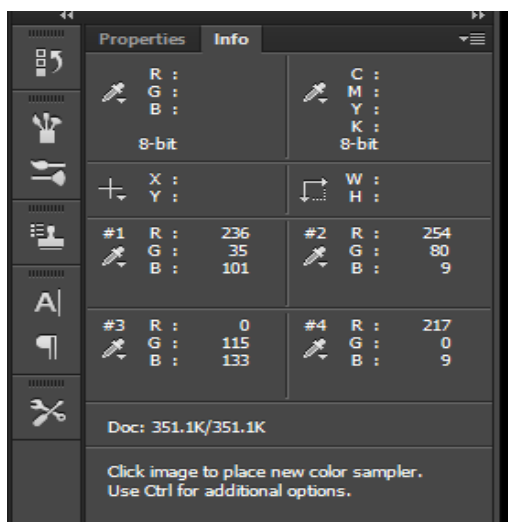 Properties Info
R : C :
G : M :
B : Y :
K :
8-bit 8-bit
X : W :
Y : H :
#1 R : 236 #2 R : 254
G : 35 G : 80
B : 101 B : 9
#3 R : 0 #4 R : 217
G : 115 G : 0
B : 133 B : 9
Doc: 351.1K/351.1K
Click image to place new color sampler.
Use Ctrl for additional options.